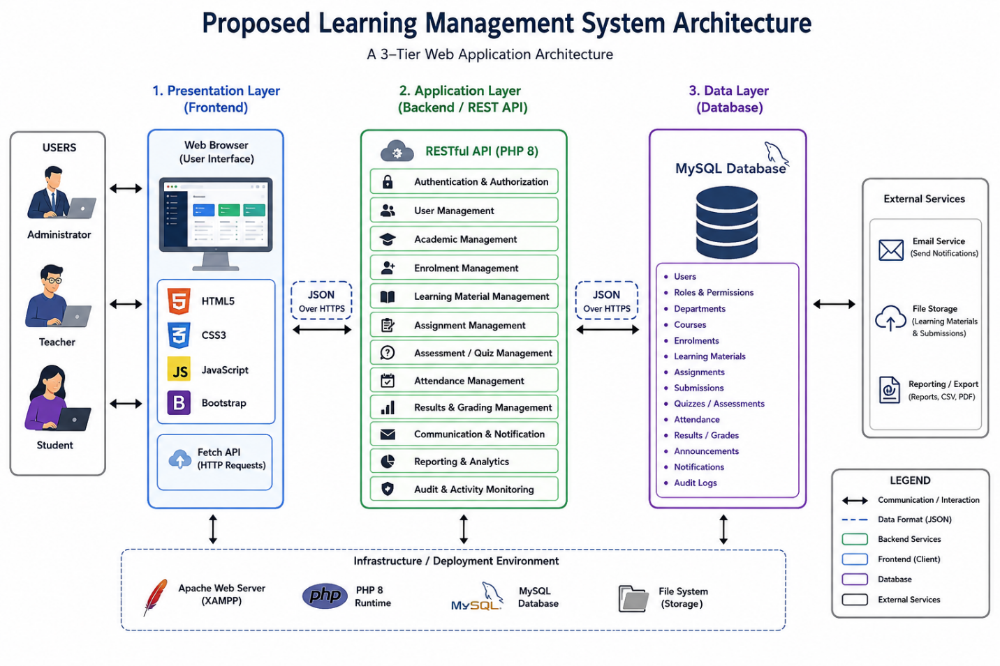 Proposed Learning Management System Architecture
A 3–Tier Web Application Architecture
1. Presentation Layer
(Frontend)
2. Application Layer
(Backend / REST API)
3. Data Layer
(Database)
USERS
Administrator
Teacher
Student
Web Browser
(User Interface)
HTML5
CSS3
JS
JavaScript
B
Bootstrap
Fetch API
(HTTP Requests)
JSON
Over HTTPS
RESTful API (PHP 8)
Authentication & Authorization
User Management
Academic Management
Enrolment Management
Learning Material Management
Assignment Management
Assessment / Quiz Management
Attendance Management
Results & Grading Management
Communication & Notification
Reporting & Analytics
Audit & Activity Monitoring
JSON
Over HTTPS
MySQL Database
• Users
• Roles & Permissions
• Departments
• Courses
• Enrolments
• Learning Materials
• Assignments
• Submissions
• Quizzes / Assessments
• Attendance
• Results / Grades
• Announcements
• Notifications
• Audit Logs
External Services
Email Service
(Send Notifications)
File Storage
(Learning Materials
& Submissions)
Reporting / Export
(Reports, CSV, PDF)
LEGEND
Communication / Interaction
Data Format (JSON)
Backend Services
Frontend (Client)
Database
External Services
Infrastructure / Deployment Environment
Apache Web Server
(XAMPP)
php
PHP 8
Runtime
MySQL.
MySQL
Database
File System
(Storage)